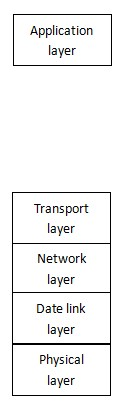 Application
layer
Transport
layer
Network
layer
Date link
layer
Physical
layer